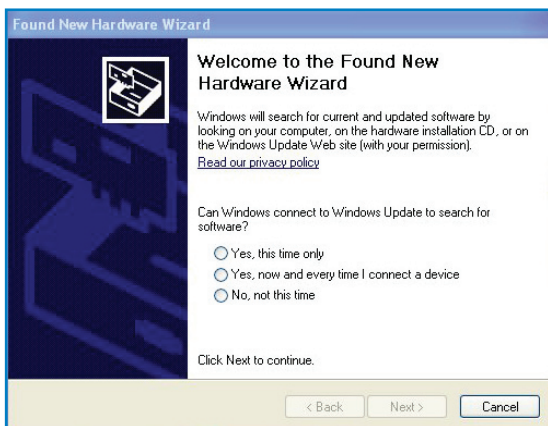 Found New Hardware Wizard
Welcome to the Found New
Hardware Wizard
Windows will search for current and updated software by
looking on your computer, on the hardware installation CD, or on
the Windows Update Web site (with your permission).
Read our privacy policy
Can Windows connect to Windows Update to search for
software?
Yes, this time only
Yes, now and every time I connect a device
No, not this time
Click Next to continue.
< Back Next > Cancel